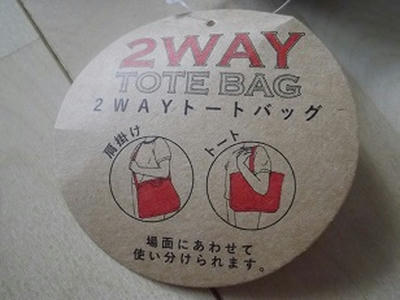 2WAY
TOTE BAG
2WAYトートバッグ
肩掛け
トート
場面にあわせて
使い分けられます。